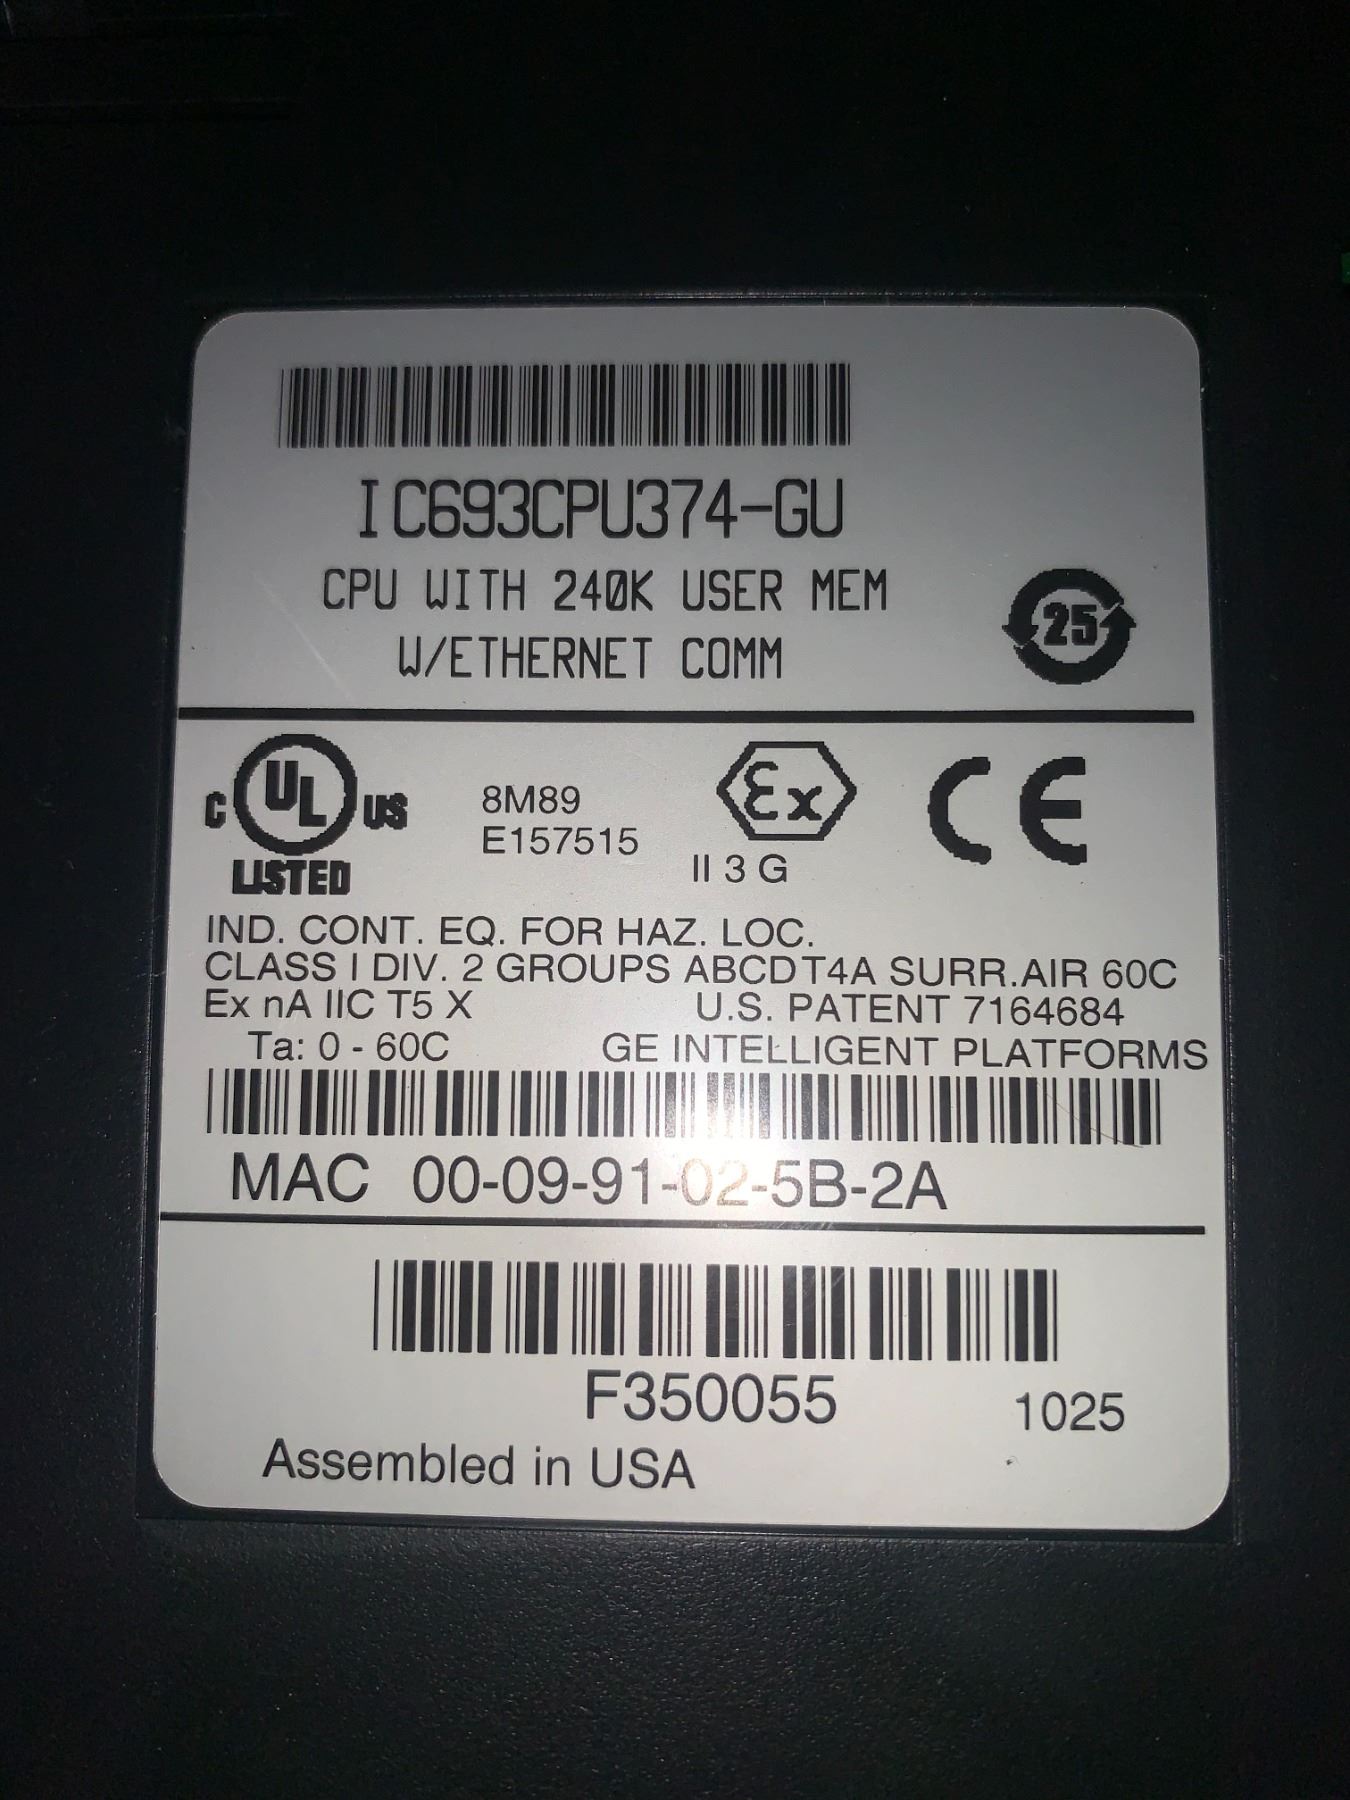 IC693CPU374-GU
CPU WITH 240K USER MEM
W/ETHERNET COMM
25
C UL US
LISTED
8M89
E157515
Ex
II 3 G
CE
IND. CONT. EQ. FOR HAZ. LOC.
CLASS I DIV. 2 GROUPS ABCDT4A SURR.AIR 60C
Ex nA IIC T5 X U.S. PATENT 7164684
Ta: 0 - 60C GE INTELLIGENT PLATFORMS
MAC 00-09-91-02-5B-2A
F350055 1025
Assembled in USA